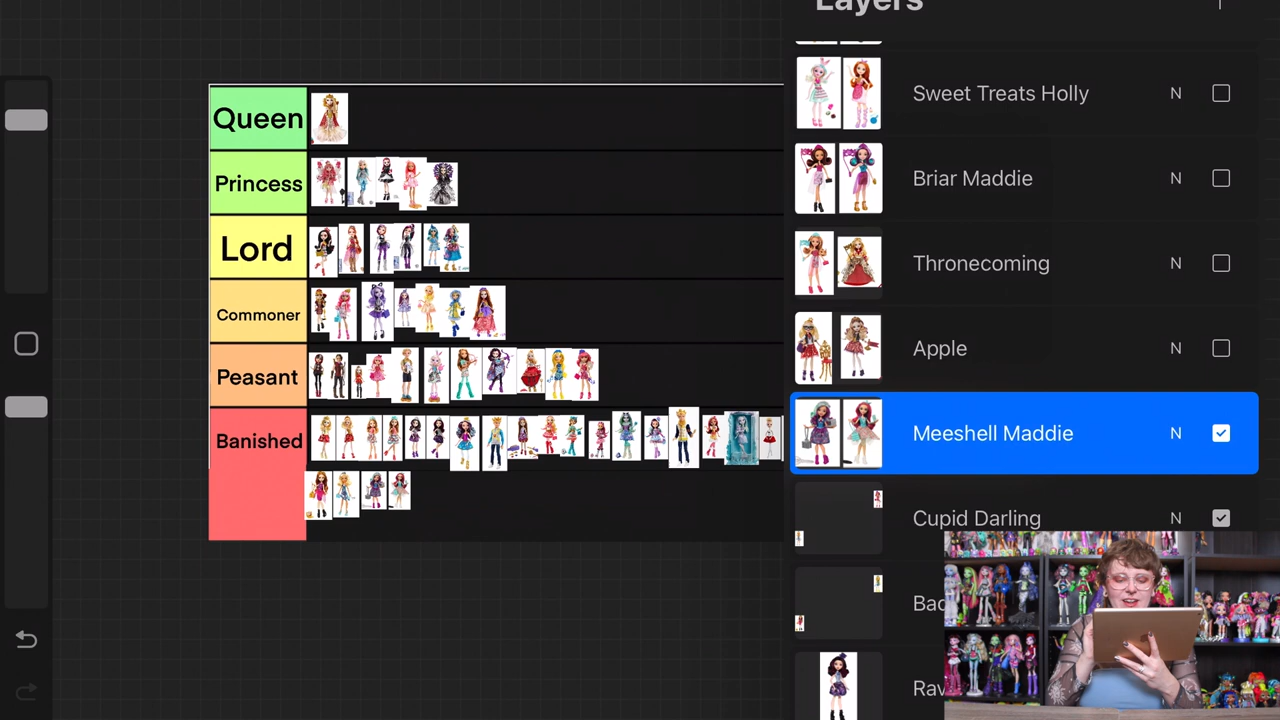 Layers
Queen
Princess
Lord
Commoner
Peasant
Banished
Sweet Treats Holly N
Briar Maddie N
Thronecoming N
Apple N
Meeshell Maddie N
Cupid Darling N